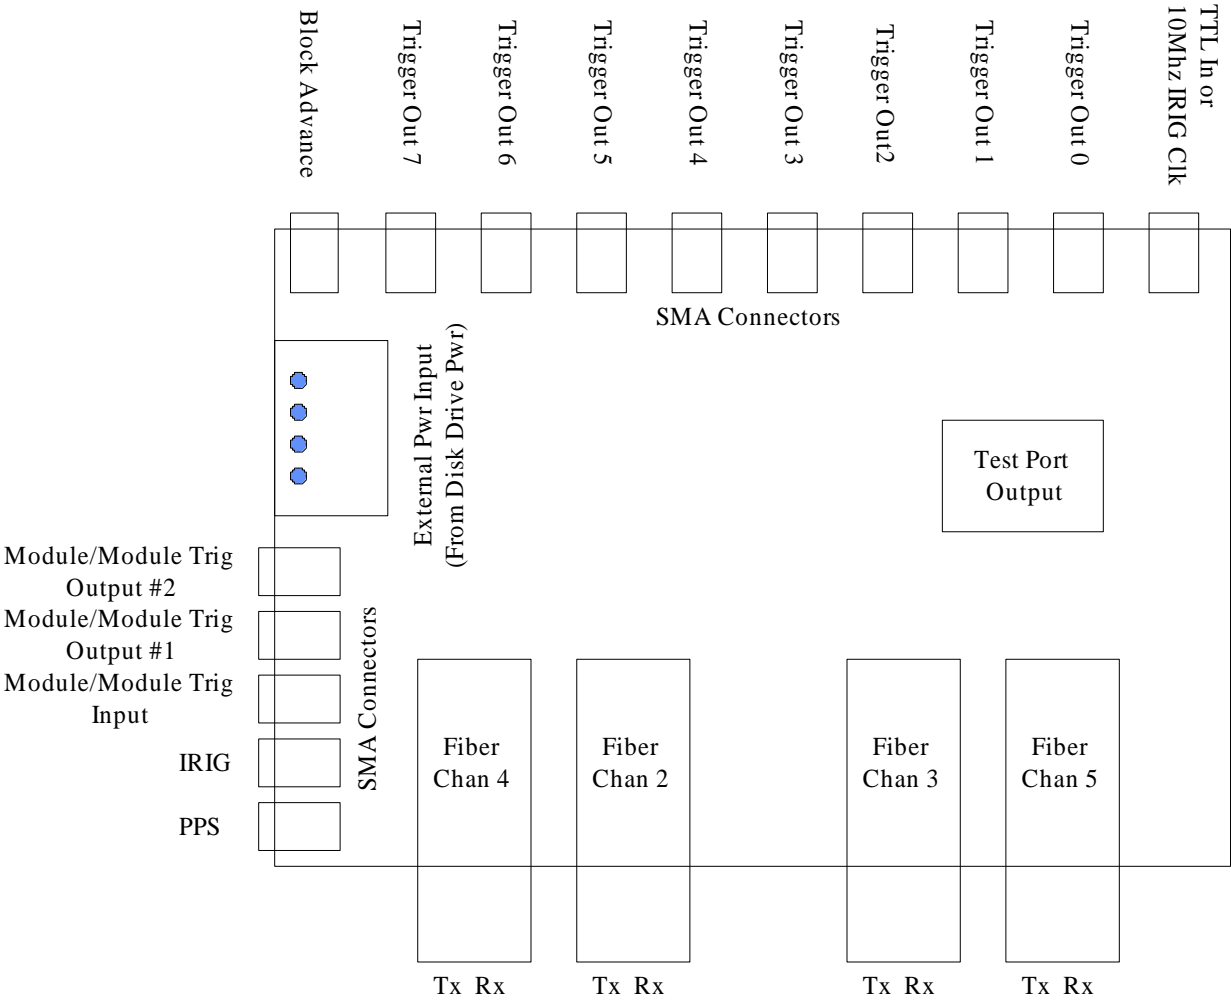 Block Advance
Trigger Out 7
Trigger Out 6
Trigger Out 5
Trigger Out 4
Trigger Out 3
Trigger Out2
Trigger Out 1
Trigger Out 0
TTL In or
10Mhz IRIG Clk
SMA Connectors
External Pwr Input
(From Disk Drive Pwr)
Test Port
Output
Module/Module Trig
Output #2
Module/Module Trig
Output #1
Module/Module Trig
Input
IRIG
PPS
SMA Connectors
Fiber
Chan 4
Fiber
Chan 2
Fiber
Chan 3
Fiber
Chan 5
Tx Rx
Tx Rx
Tx Rx
Tx Rx